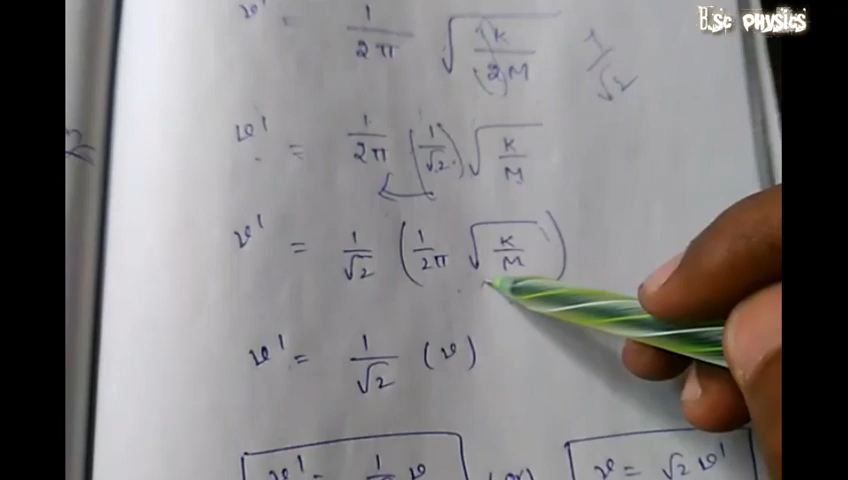 B.Sc PHYSICS
ν' = 1/2π √(K/2M) 1/√2
ν' = 1/2π (1/√2) √(K/M)
ν' = 1/√2 (1/2π √(K/M))
ν' = 1/√2 (ν)
ν' = 1/√2 ν (or) ν = √2 ν'